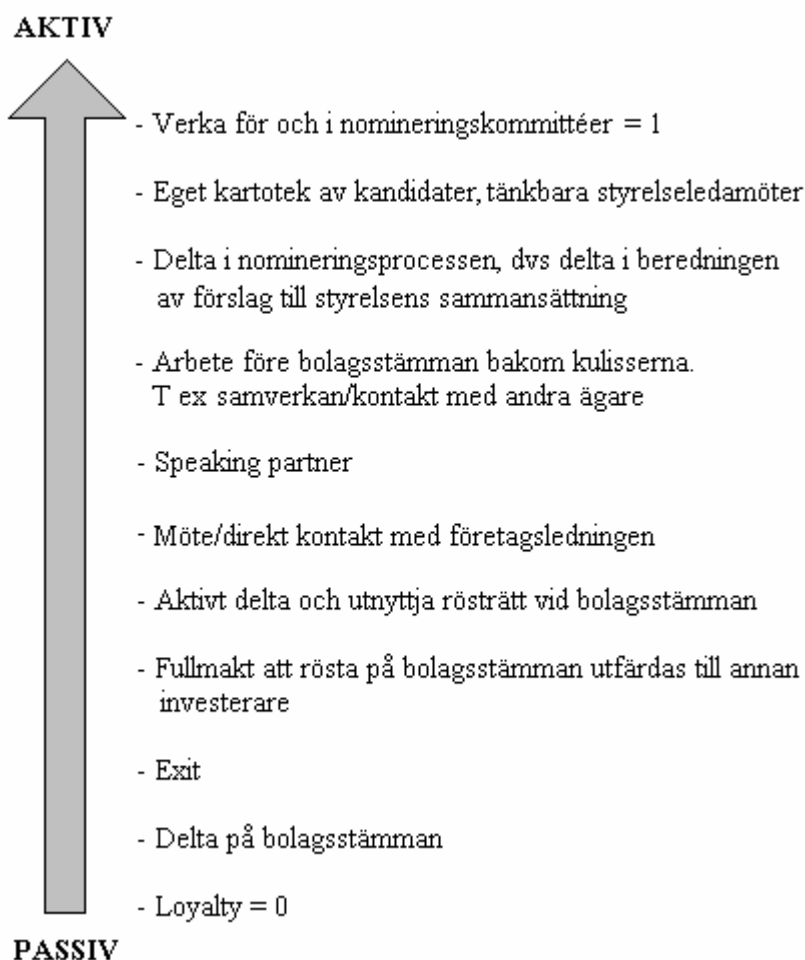 AKTIV
- Verka för och i nomineringskommittéer = 1
- Eget kartotek av kandidater, tänkbara styrelseledamöter
- Delta i nomineringsprocessen, dvs delta i beredningen
av förslag till styrelsens sammansättning
- Arbete före bolagsstämman bakom kulisserna.
T ex samverkan/kontakt med andra ägare
- Speaking partner
- Möte/direkt kontakt med företagsledningen
- Aktivt delta och utnyttja rösträtt vid bolagsstämman
- Fullmakt att rösta på bolagsstämman utfärdas till annan
investerare
- Exit
- Delta på bolagsstämman
- Loyalty = 0
PASSIV